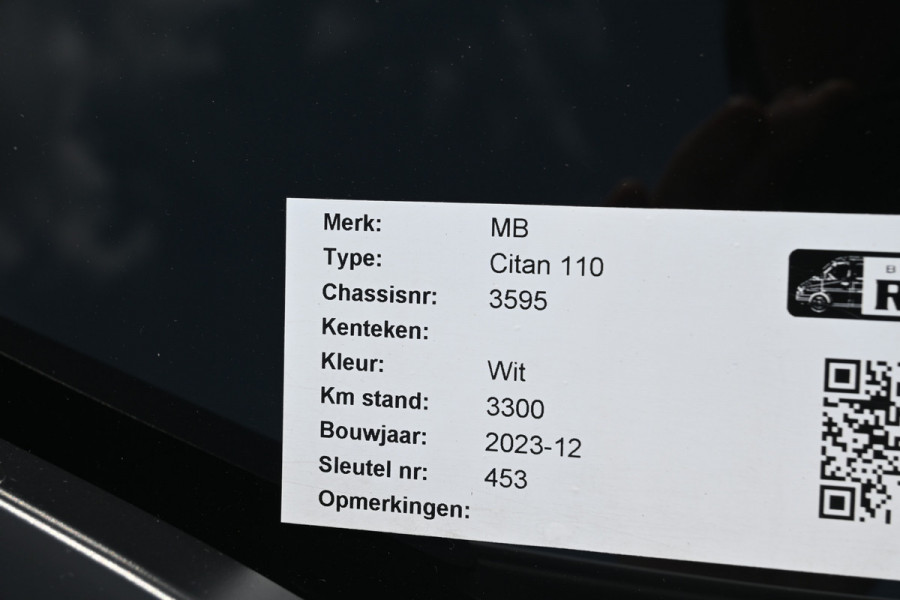 Merk: MB
Type: Citan 110
Chassisnr: 3595
Kenteken:
Kleur: Wit
Km stand: 3300
Bouwjaar: 2023-12
Sleutel nr: 453
Opmerkingen: